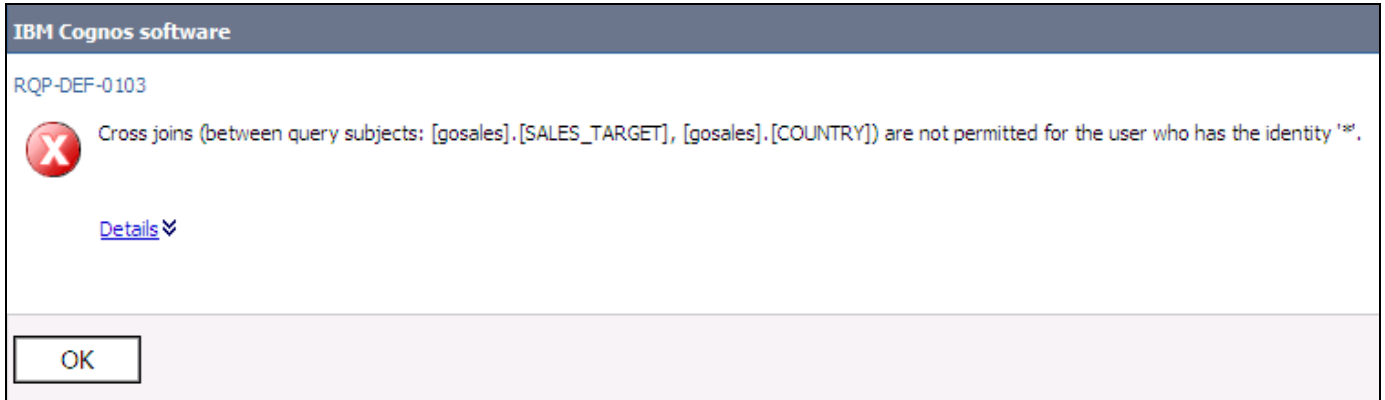 IBM Cognos software
RQP-DEF-0103
Cross joins (between query subjects: [gosales].[SALES_TARGET], [gosales].[COUNTRY]) are not permitted for the user who has the identity '*'.
Details
OK